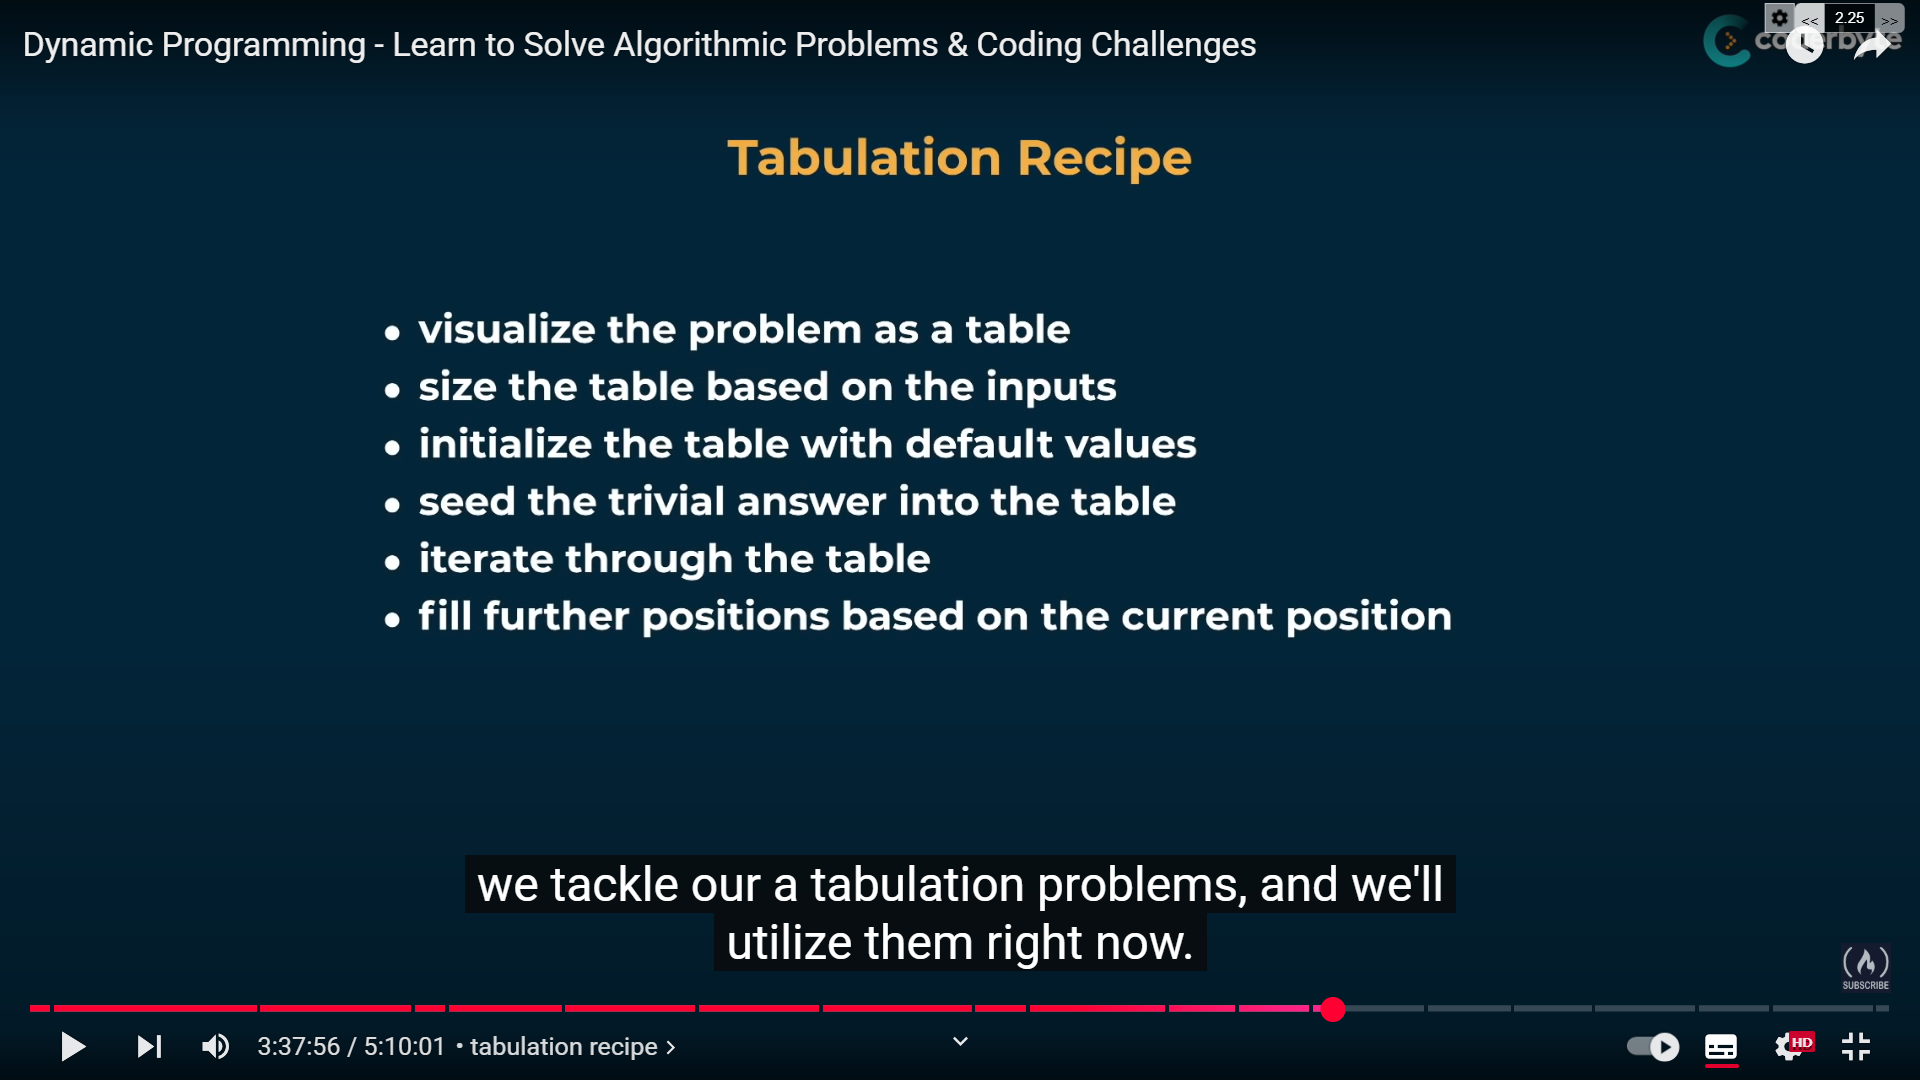 << 2.25 >>
Dynamic Programming - Learn to Solve Algorithmic Problems & Coding Challenges
Tabulation Recipe
• visualize the problem as a table
• size the table based on the inputs
• initialize the table with default values
• seed the trivial answer into the table
• iterate through the table
• fill further positions based on the current position
we tackle our a tabulation problems, and we'll
utilize them right now.
SUBSCRIBE
3:37:56 / 5:10:01 • tabulation recipe >
HD